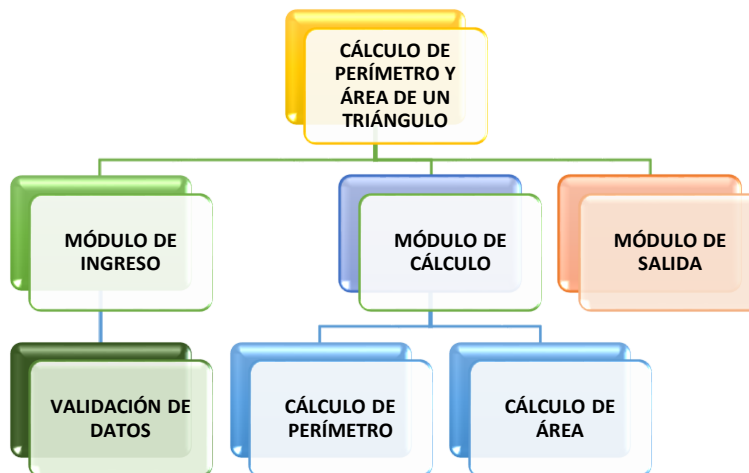 CÁLCULO DE
PERÍMETRO Y
ÁREA DE UN
TRIÁNGULO
MÓDULO DE
INGRESO
MÓDULO DE
CÁLCULO
MÓDULO DE
SALIDA
VALIDACIÓN DE
DATOS
CÁLCULO DE
PERÍMETRO
CÁLCULO DE
ÁREA